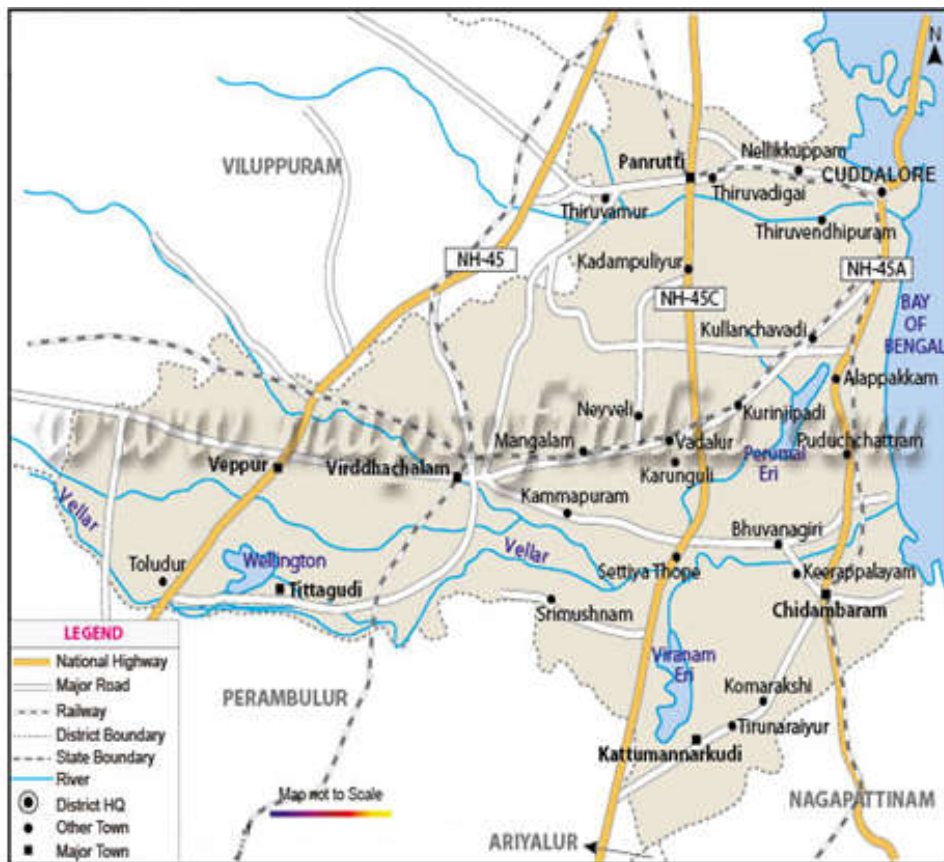 N
VILUPPURAM
Nellikkuppam
Panrutti
CUDDALORE
Thiruvadigai
Thiruvamur
Thiruvendhipuram
NH-45
Kadampuliyur
NH-45A
NH-45C
BAY
OF
BENGAL
Kullanchavadi
Alappakkam
www.mapsofindia.com
Neyveli
Kurinjipadi
Mangalam
Vadalur
Puduchchattram
Veppur
Virddhachalam
Karunguli
Perumal
Eri
Kammapuram
Vellar
Bhuvanagiri
Vellar
Toludur
Wellington
Settiya Thope
Keerappalayam
Tittagudi
Srimushnam
Chidambaram
LEGEND
National Highway
Major Road
Railway
District Boundary
State Boundary
River
District HQ
Other Town
Major Town
Viranam
Eri
PERAMBULUR
Komarakshi
Tirunaraiyur
Kattumannarkudi
Map not to Scale
NAGAPATTINAM
ARIYALUR